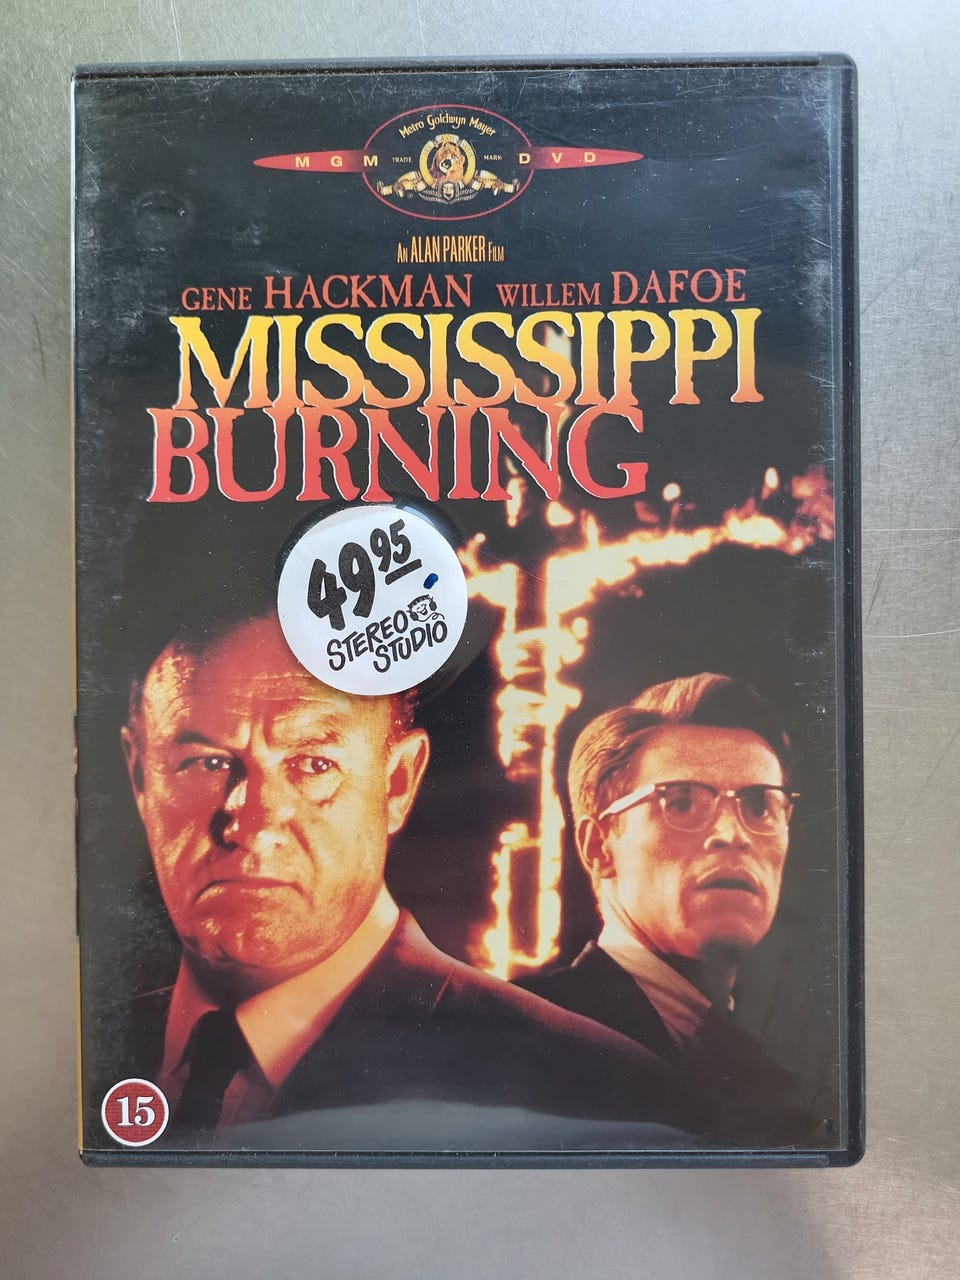 Metro Goldwyn Mayer
MGM TRADE MARK DVD
AN ALAN PARKER FILM
GENE HACKMAN WILLEM DAFOE
MISSISSIPPI
BURNING
49 95
STEREO
STUDIO
15